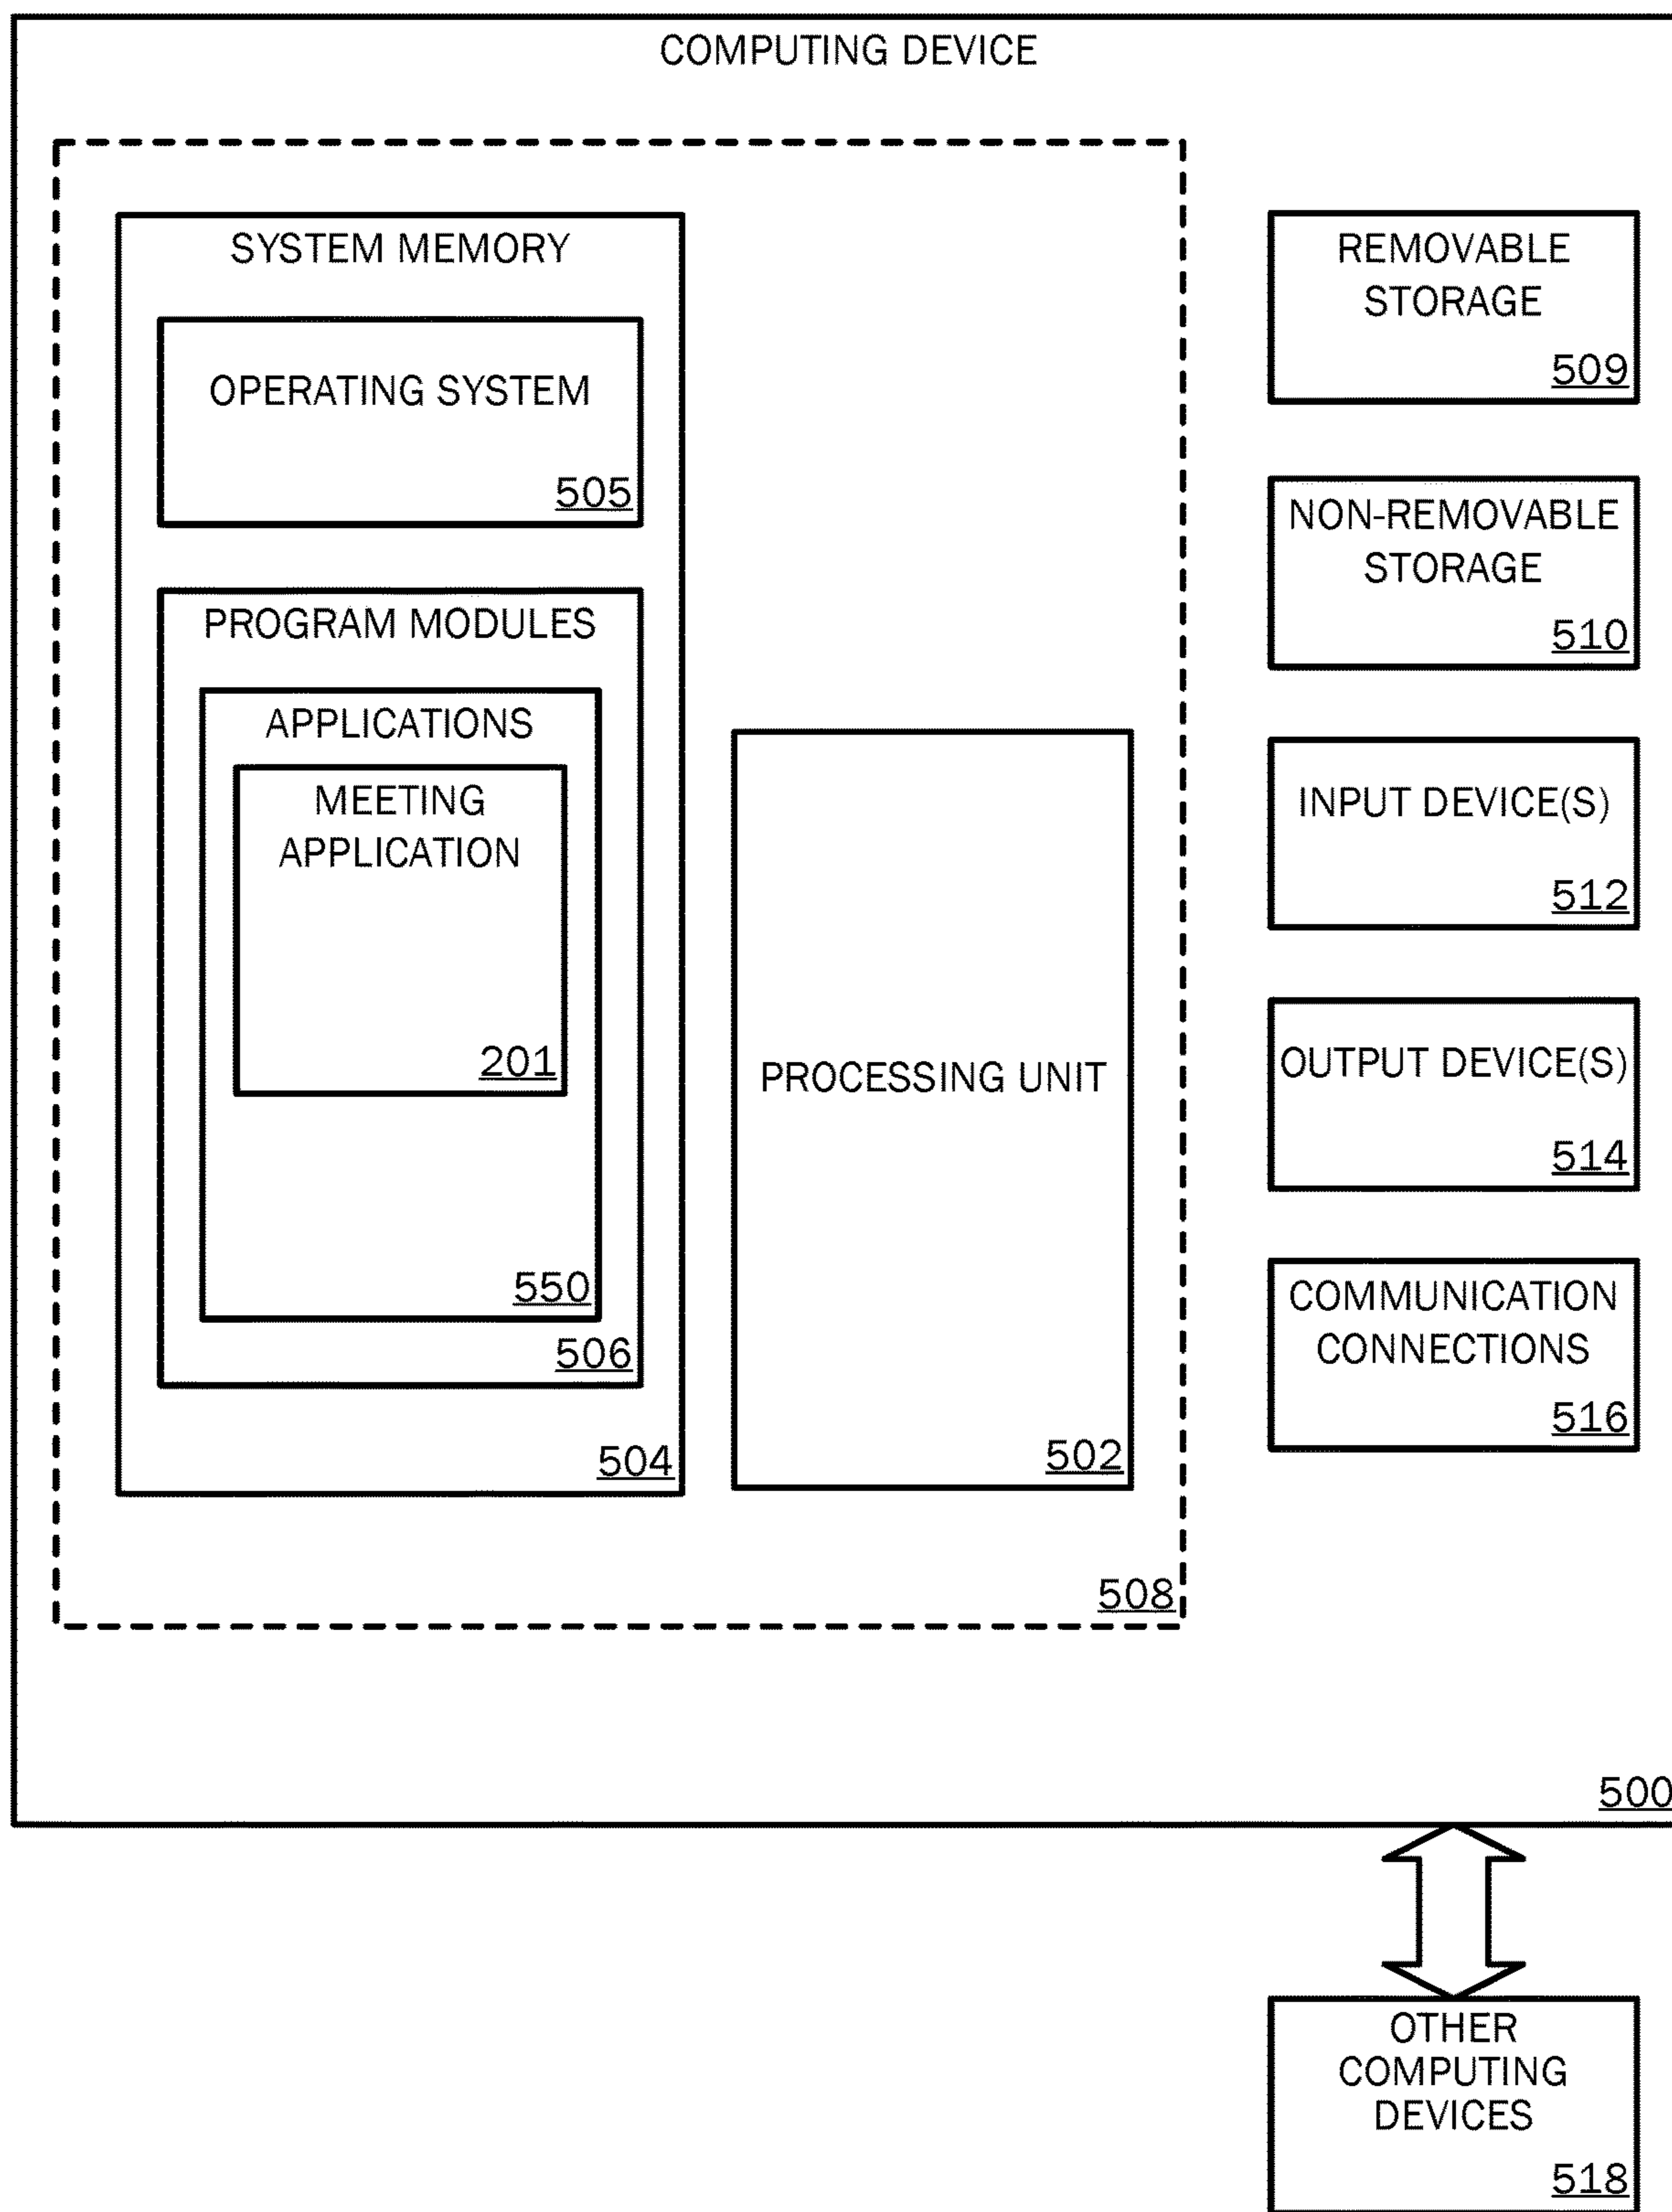 COMPUTING DEVICE
SYSTEM MEMORY
OPERATING SYSTEM
505
PROGRAM MODULES
APPLICATIONS
MEETING
APPLICATION
201
550
506
504
PROCESSING UNIT
502
508
REMOVABLE
STORAGE
509
NON-REMOVABLE
STORAGE
510
INPUT DEVICE(S)
512
OUTPUT DEVICE(S)
514
COMMUNICATION
CONNECTIONS
516
500
OTHER
COMPUTING
DEVICES
518